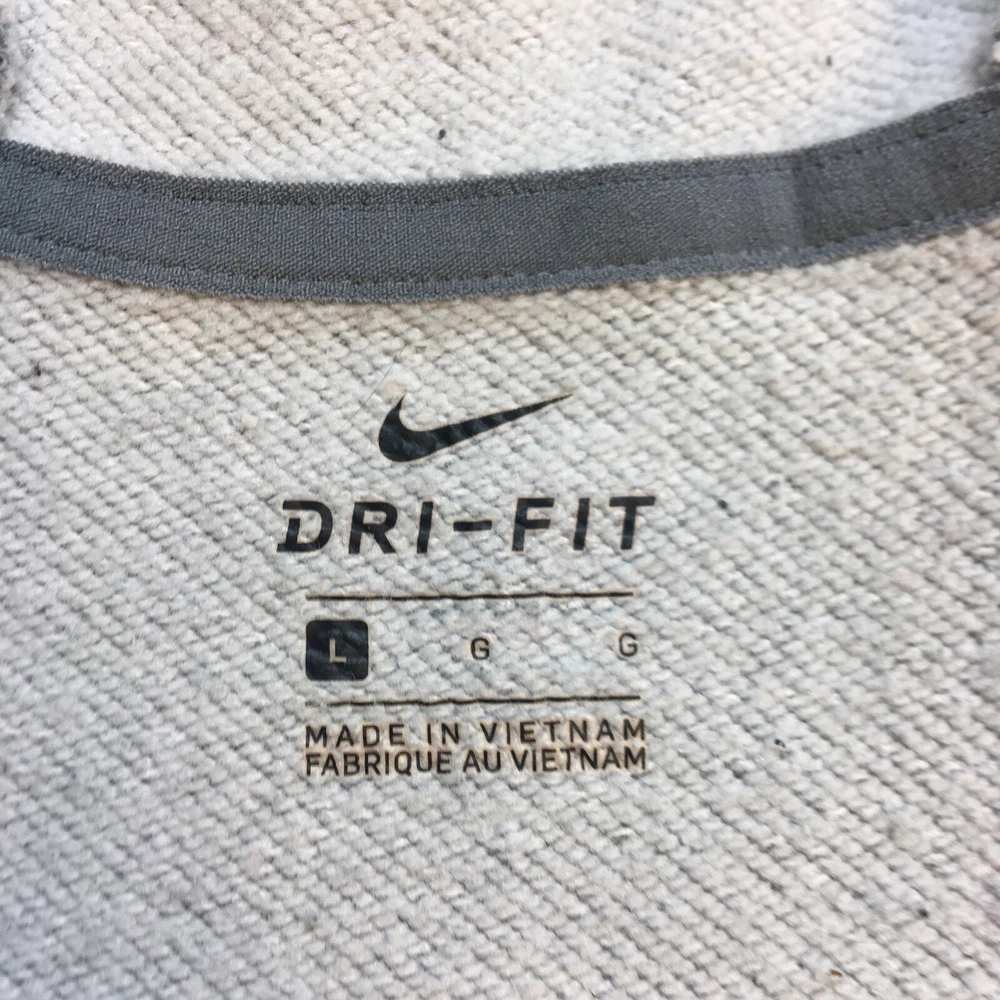 DRI-FIT
L G G
MADE IN VIETNAM
FABRIQUE AU VIETNAM